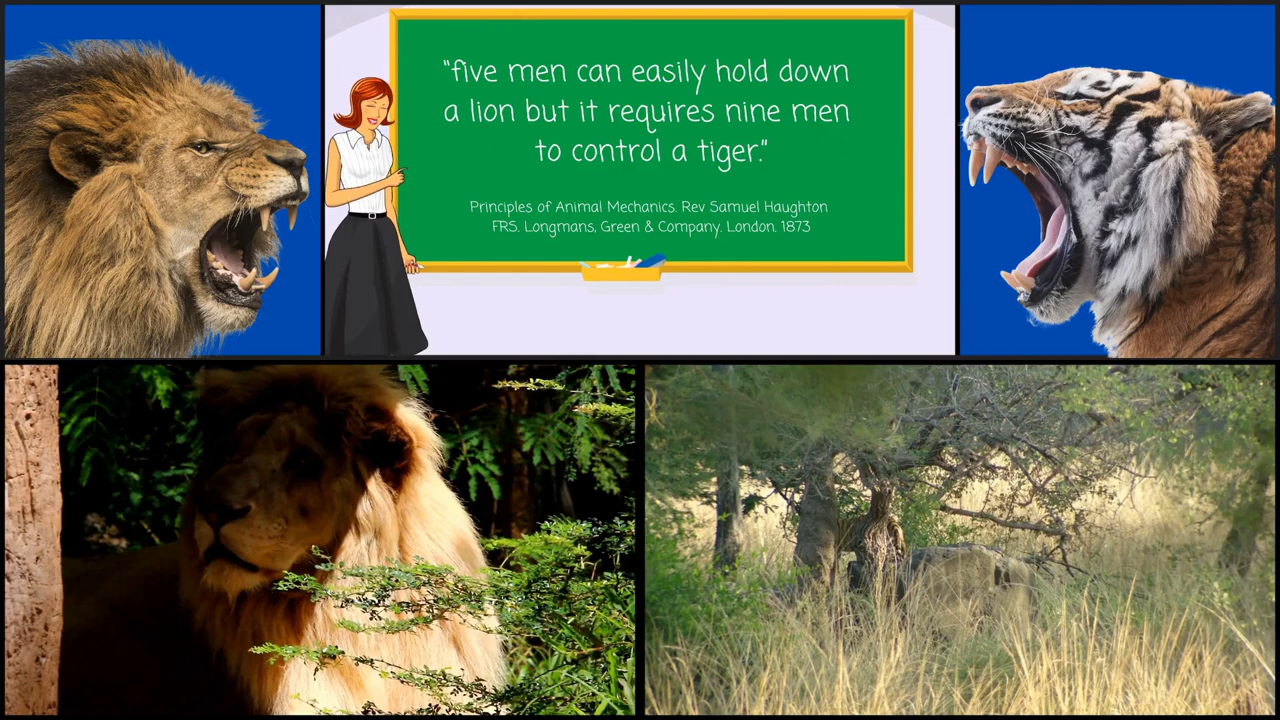 "five men can easily hold down
a lion but it requires nine men
to control a tiger."
Principles of Animal Mechanics. Rev Samuel Haughton
FRS. Longmans, Green & Company. London. 1873